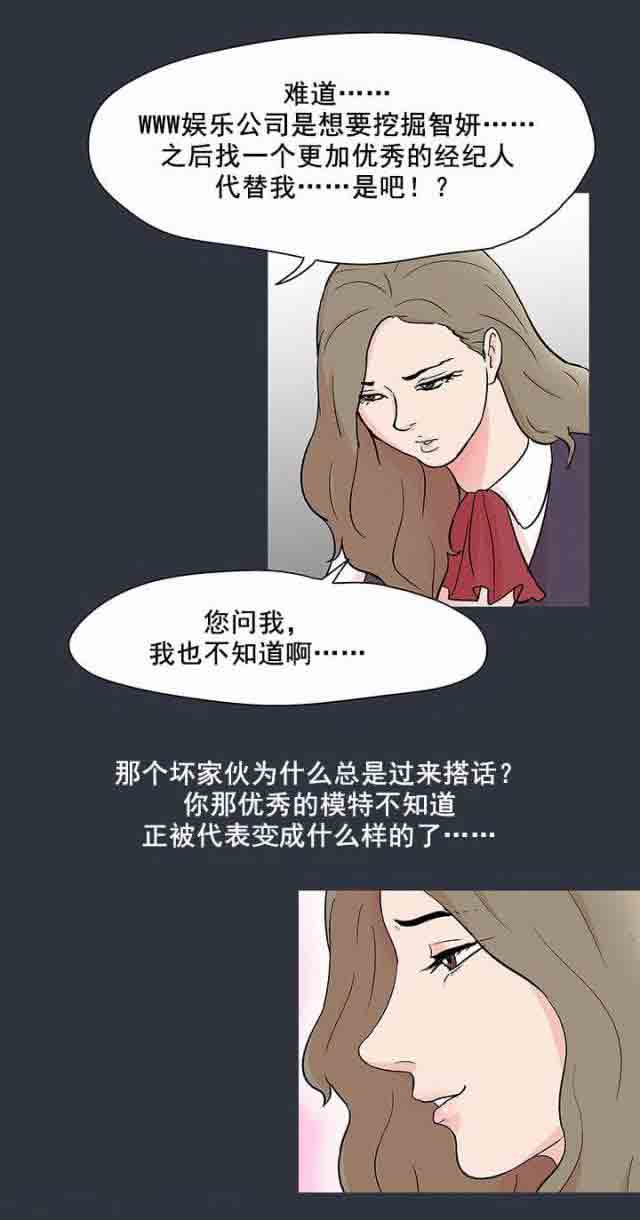 难道……
WWW娱乐公司是想要挖掘智妍……
之后找一个更加优秀的经纪人
代替我……是吧！？
您问我，
我也不知道啊……
那个坏家伙为什么总是过来搭话？
你那优秀的模特不知道
正被代表变成什么样的了……